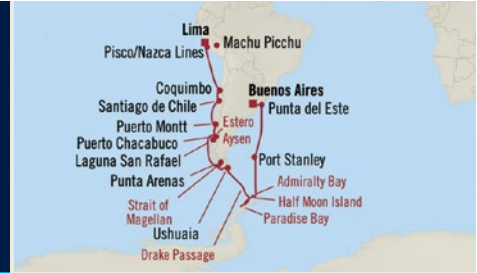 Lima
Machu Picchu
Pisco/Nazca Lines
Coquimbo
Buenos Aires
Santiago de Chile
Punta del Este
Puerto Montt
Estero
Aysen
Puerto Chacabuco
Laguna San Rafael
Port Stanley
Punta Arenas
Admiralty Bay
Strait of
Magellan
Half Moon Island
Paradise Bay
Ushuaia
Drake Passage